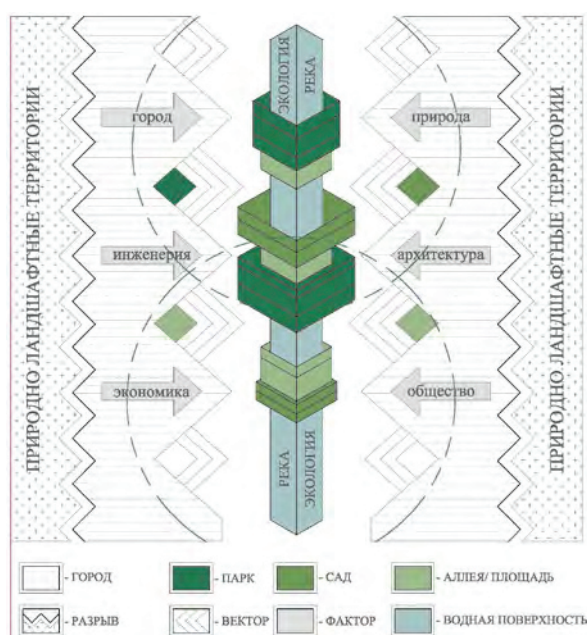 ПРИРОДНО ЛАНДШАФТНЫЕ ТЕРРИТОРИИ
ЭКОЛОГИЯ
РЕКА
ПРИРОДНО ЛАНДШАФТНЫЕ ТЕРРИТОРИИ
город
природа
инженерия
архитектура
экономика
общество
РЕКА
ЭКОЛОГИЯ
- ГОРОД
- ПАРК
- САД
- АЛЛЕЯ/ ПЛОЩАДЬ
- РАЗРЫВ
- ВЕКТОР
- ФАКТОР
- ВОДНАЯ ПОВЕРХНОСТЬ